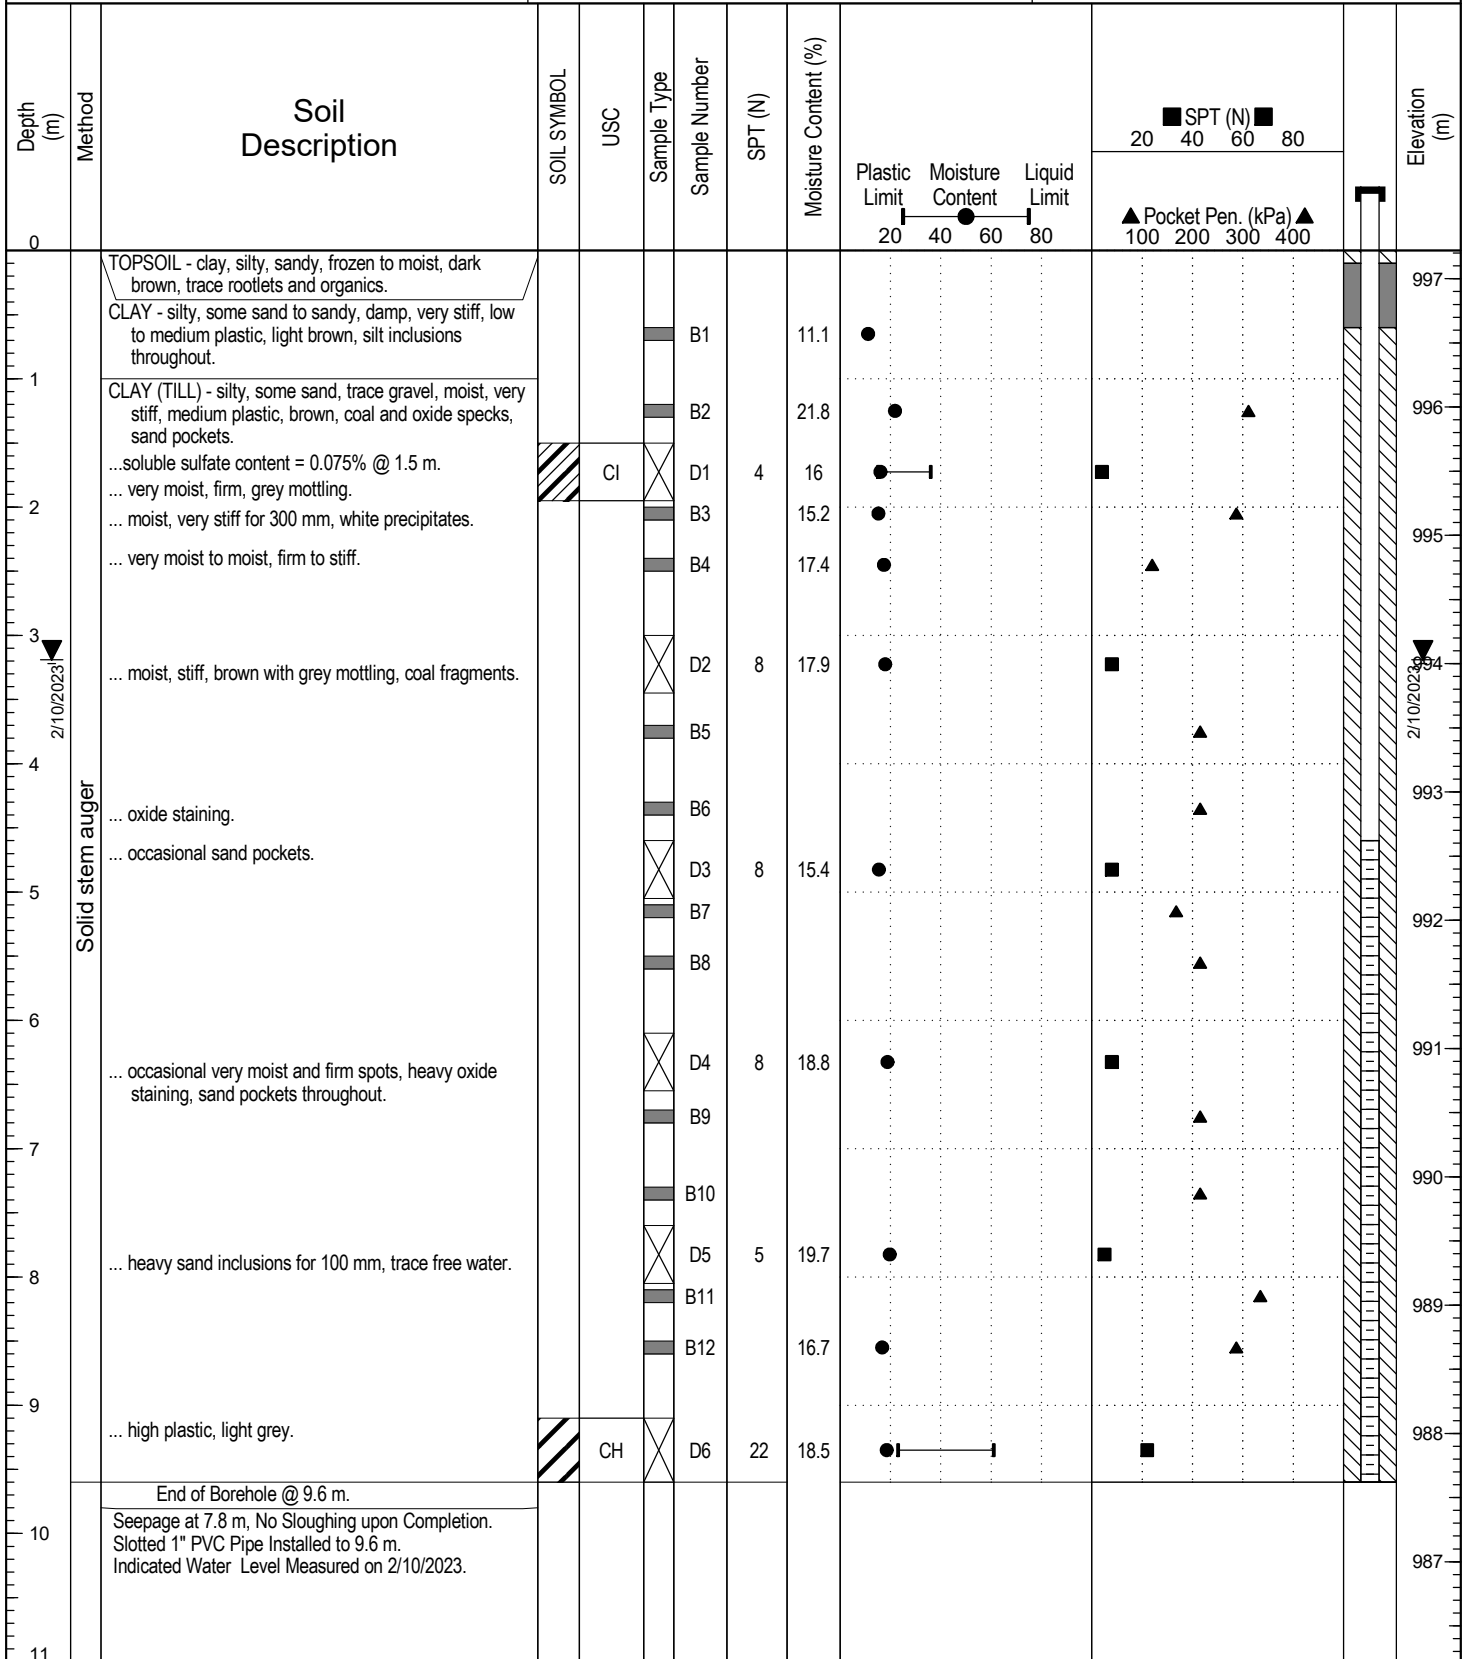 Depth
(m)
Method
Soil
Description
SOIL SYMBOL
USC
Sample Type
Sample Number
SPT (N)
Moisture Content (%)
Plastic Moisture Liquid
Limit Content Limit
20 40 60 80
SPT (N)
20 40 60 80
Pocket Pen. (kPa)
100 200 300 400
Elevation
(m)
0
TOPSOIL - clay, silty, sandy, frozen to moist, dark
brown, trace rootlets and organics.
997
CLAY - silty, some sand to sandy, damp, very stiff, low
to medium plastic, light brown, silt inclusions
throughout.
B1 11.1
1
CLAY (TILL) - silty, some sand, trace gravel, moist, very
stiff, medium plastic, brown, coal and oxide specks,
sand pockets.
B2 21.8
996
...soluble sulfate content = 0.075% @ 1.5 m.
CI D1 4 16
... very moist, firm, grey mottling.
2
... moist, very stiff for 300 mm, white precipitates.
B3 15.2
995
... very moist to moist, firm to stiff.
B4 17.4
3
2/10/2023
... moist, stiff, brown with grey mottling, coal fragments.
D2 8 17.9
994
2/10/2023
B5
4
Solid stem auger
993
... oxide staining.
B6
... occasional sand pockets.
D3 8 15.4
5
B7
992
B8
6
991
... occasional very moist and firm spots, heavy oxide
staining, sand pockets throughout.
D4 8 18.8
B9
7
990
B10
... heavy sand inclusions for 100 mm, trace free water.
D5 5 19.7
8
B11
989
B12 16.7
9
... high plastic, light grey.
988
CH D6 22 18.5
End of Borehole @ 9.6 m.
Seepage at 7.8 m, No Sloughing upon Completion.
10
Slotted 1" PVC Pipe Installed to 9.6 m.
Indicated Water Level Measured on 2/10/2023.
987
11